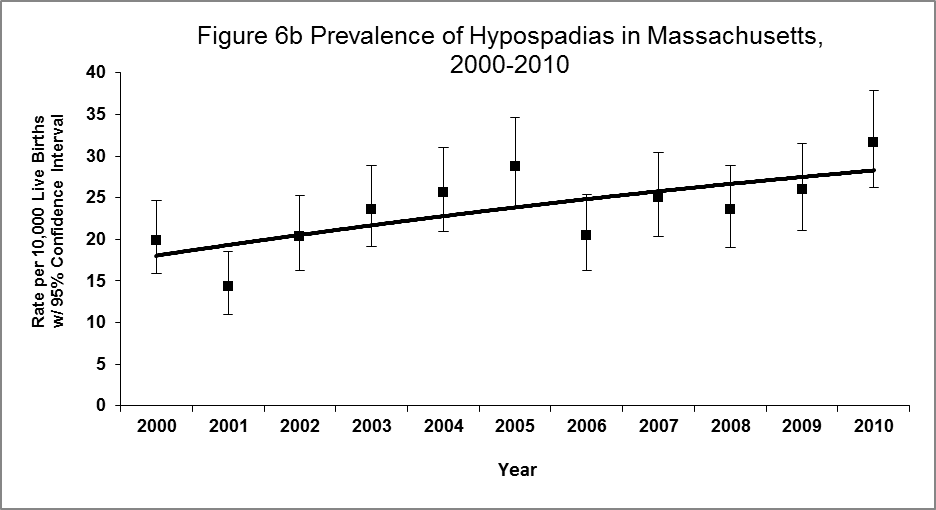 Figure 6b Prevalence of Hypospadias in Massachusetts,
2000-2010
Rate per 10,000 Live Births
w/ 95% Confidence Interval
40
35
30
25
20
15
10
5
0
2000 2001 2002 2003 2004 2005 2006 2007 2008 2009 2010
Year